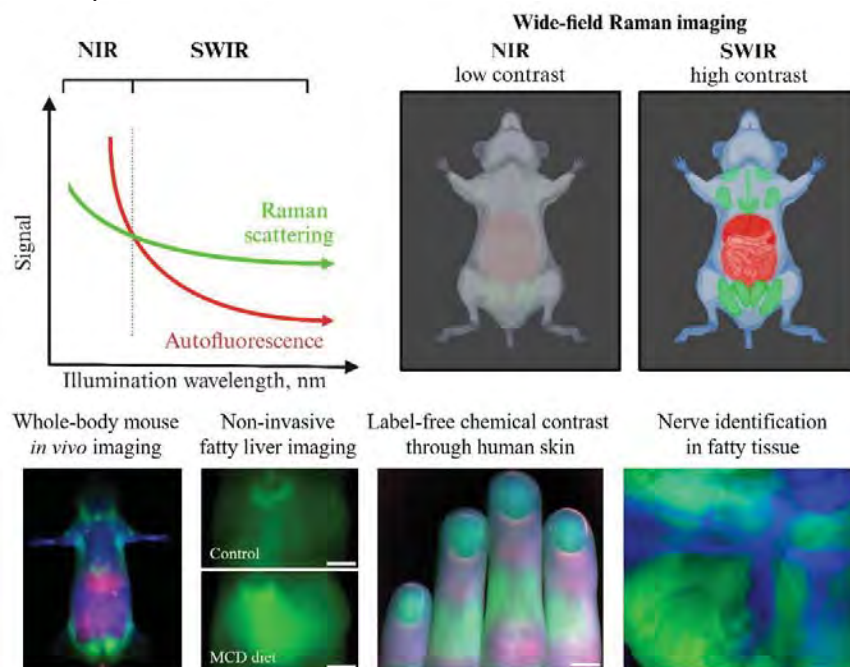 NIR
SWIR
Signal
Raman
scattering
Autofluorescence
Illumination wavelength, nm
Wide-field Raman imaging
NIR
low contrast
SWIR
high contrast
Whole-body mouse
in vivo imaging
Non-invasive
fatty liver imaging
Control
MCD diet
Label-free chemical contrast
through human skin
Nerve identification
in fatty tissue